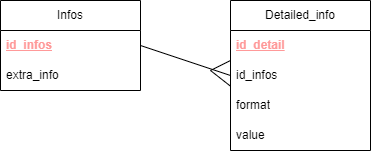 Infos
id_infos
extra_info
Detailed_info
id_detail
id_infos
format
value